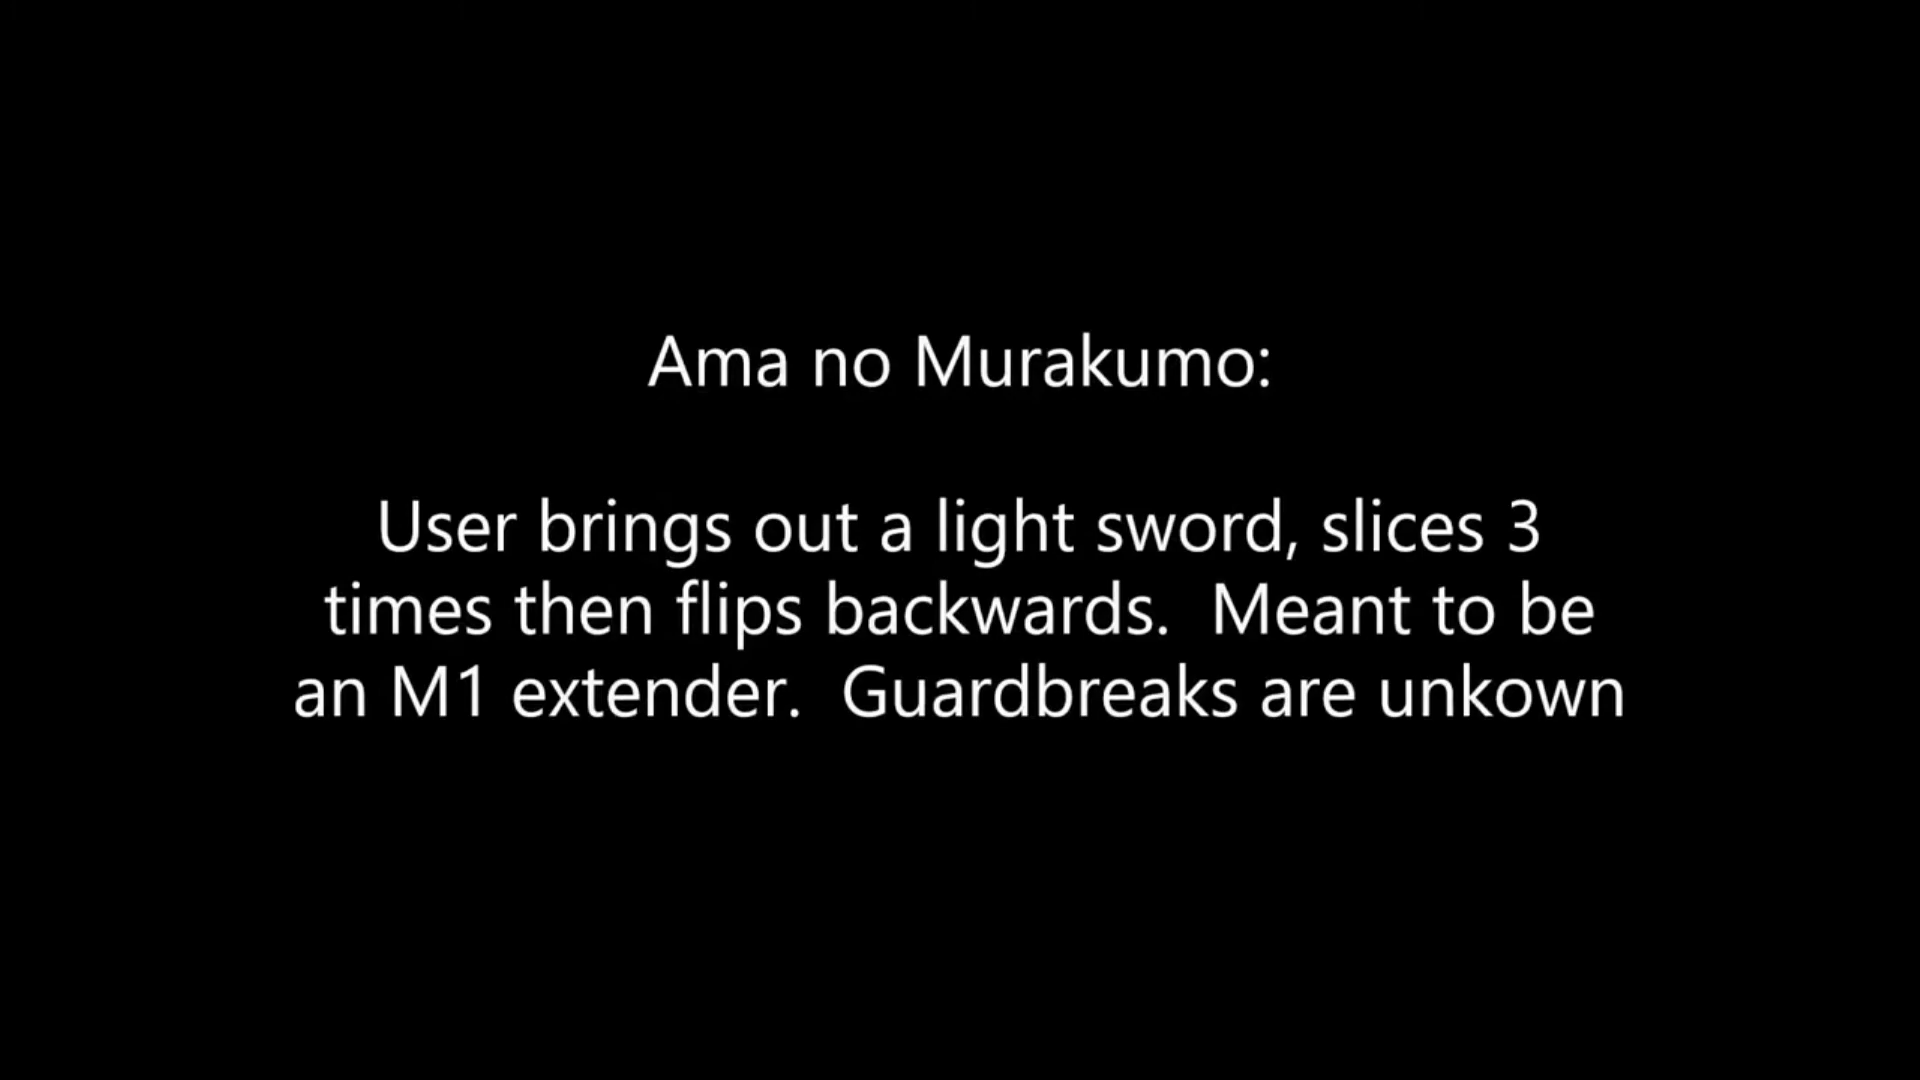 Ama no Murakumo:
User brings out a light sword, slices 3
times then flips backwards.  Meant to be
an M1 extender.  Guardbreaks are unkown